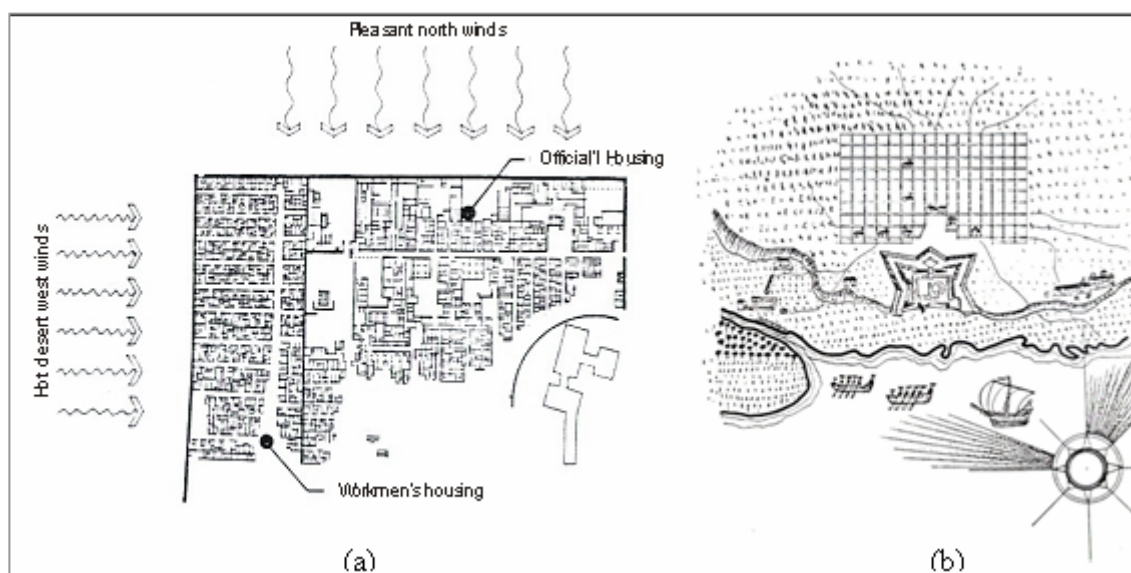 Pleasant north winds
Official'l Housing
Hot desert west winds
Workmen's housing
(a)
(b)